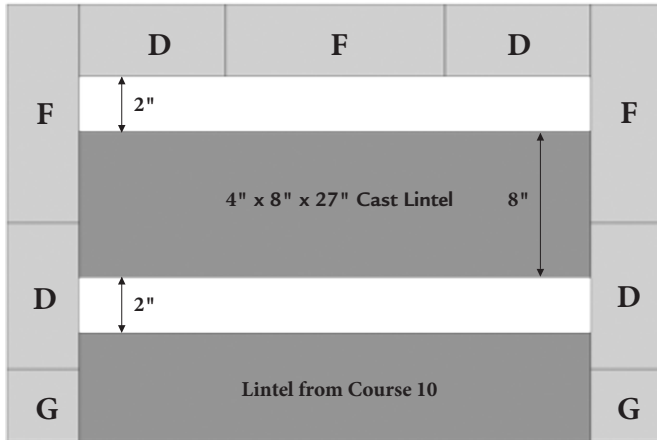 D F D
F 2" F
4" x 8" x 27" Cast Lintel 8"
D 2" D
Lintel from Course 10
G G